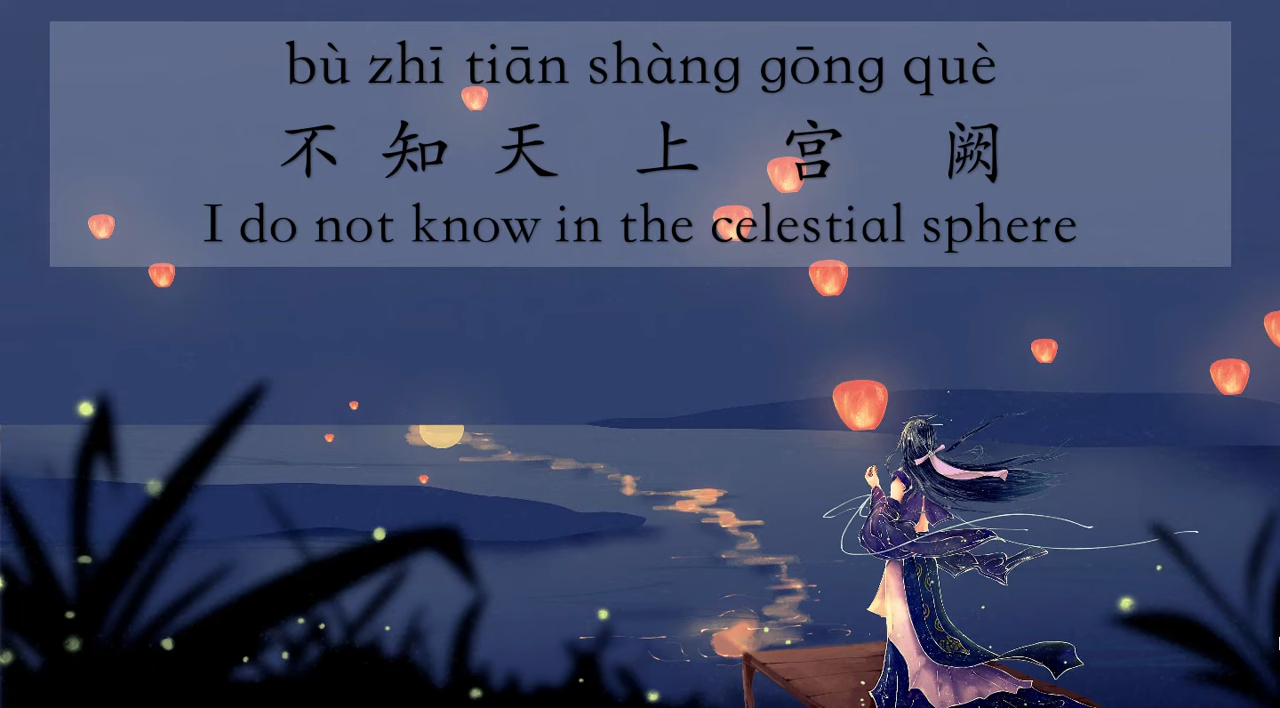 bù zhī tiān shàng gōng què
不知天上宫阙
I do not know in the celestial sphere